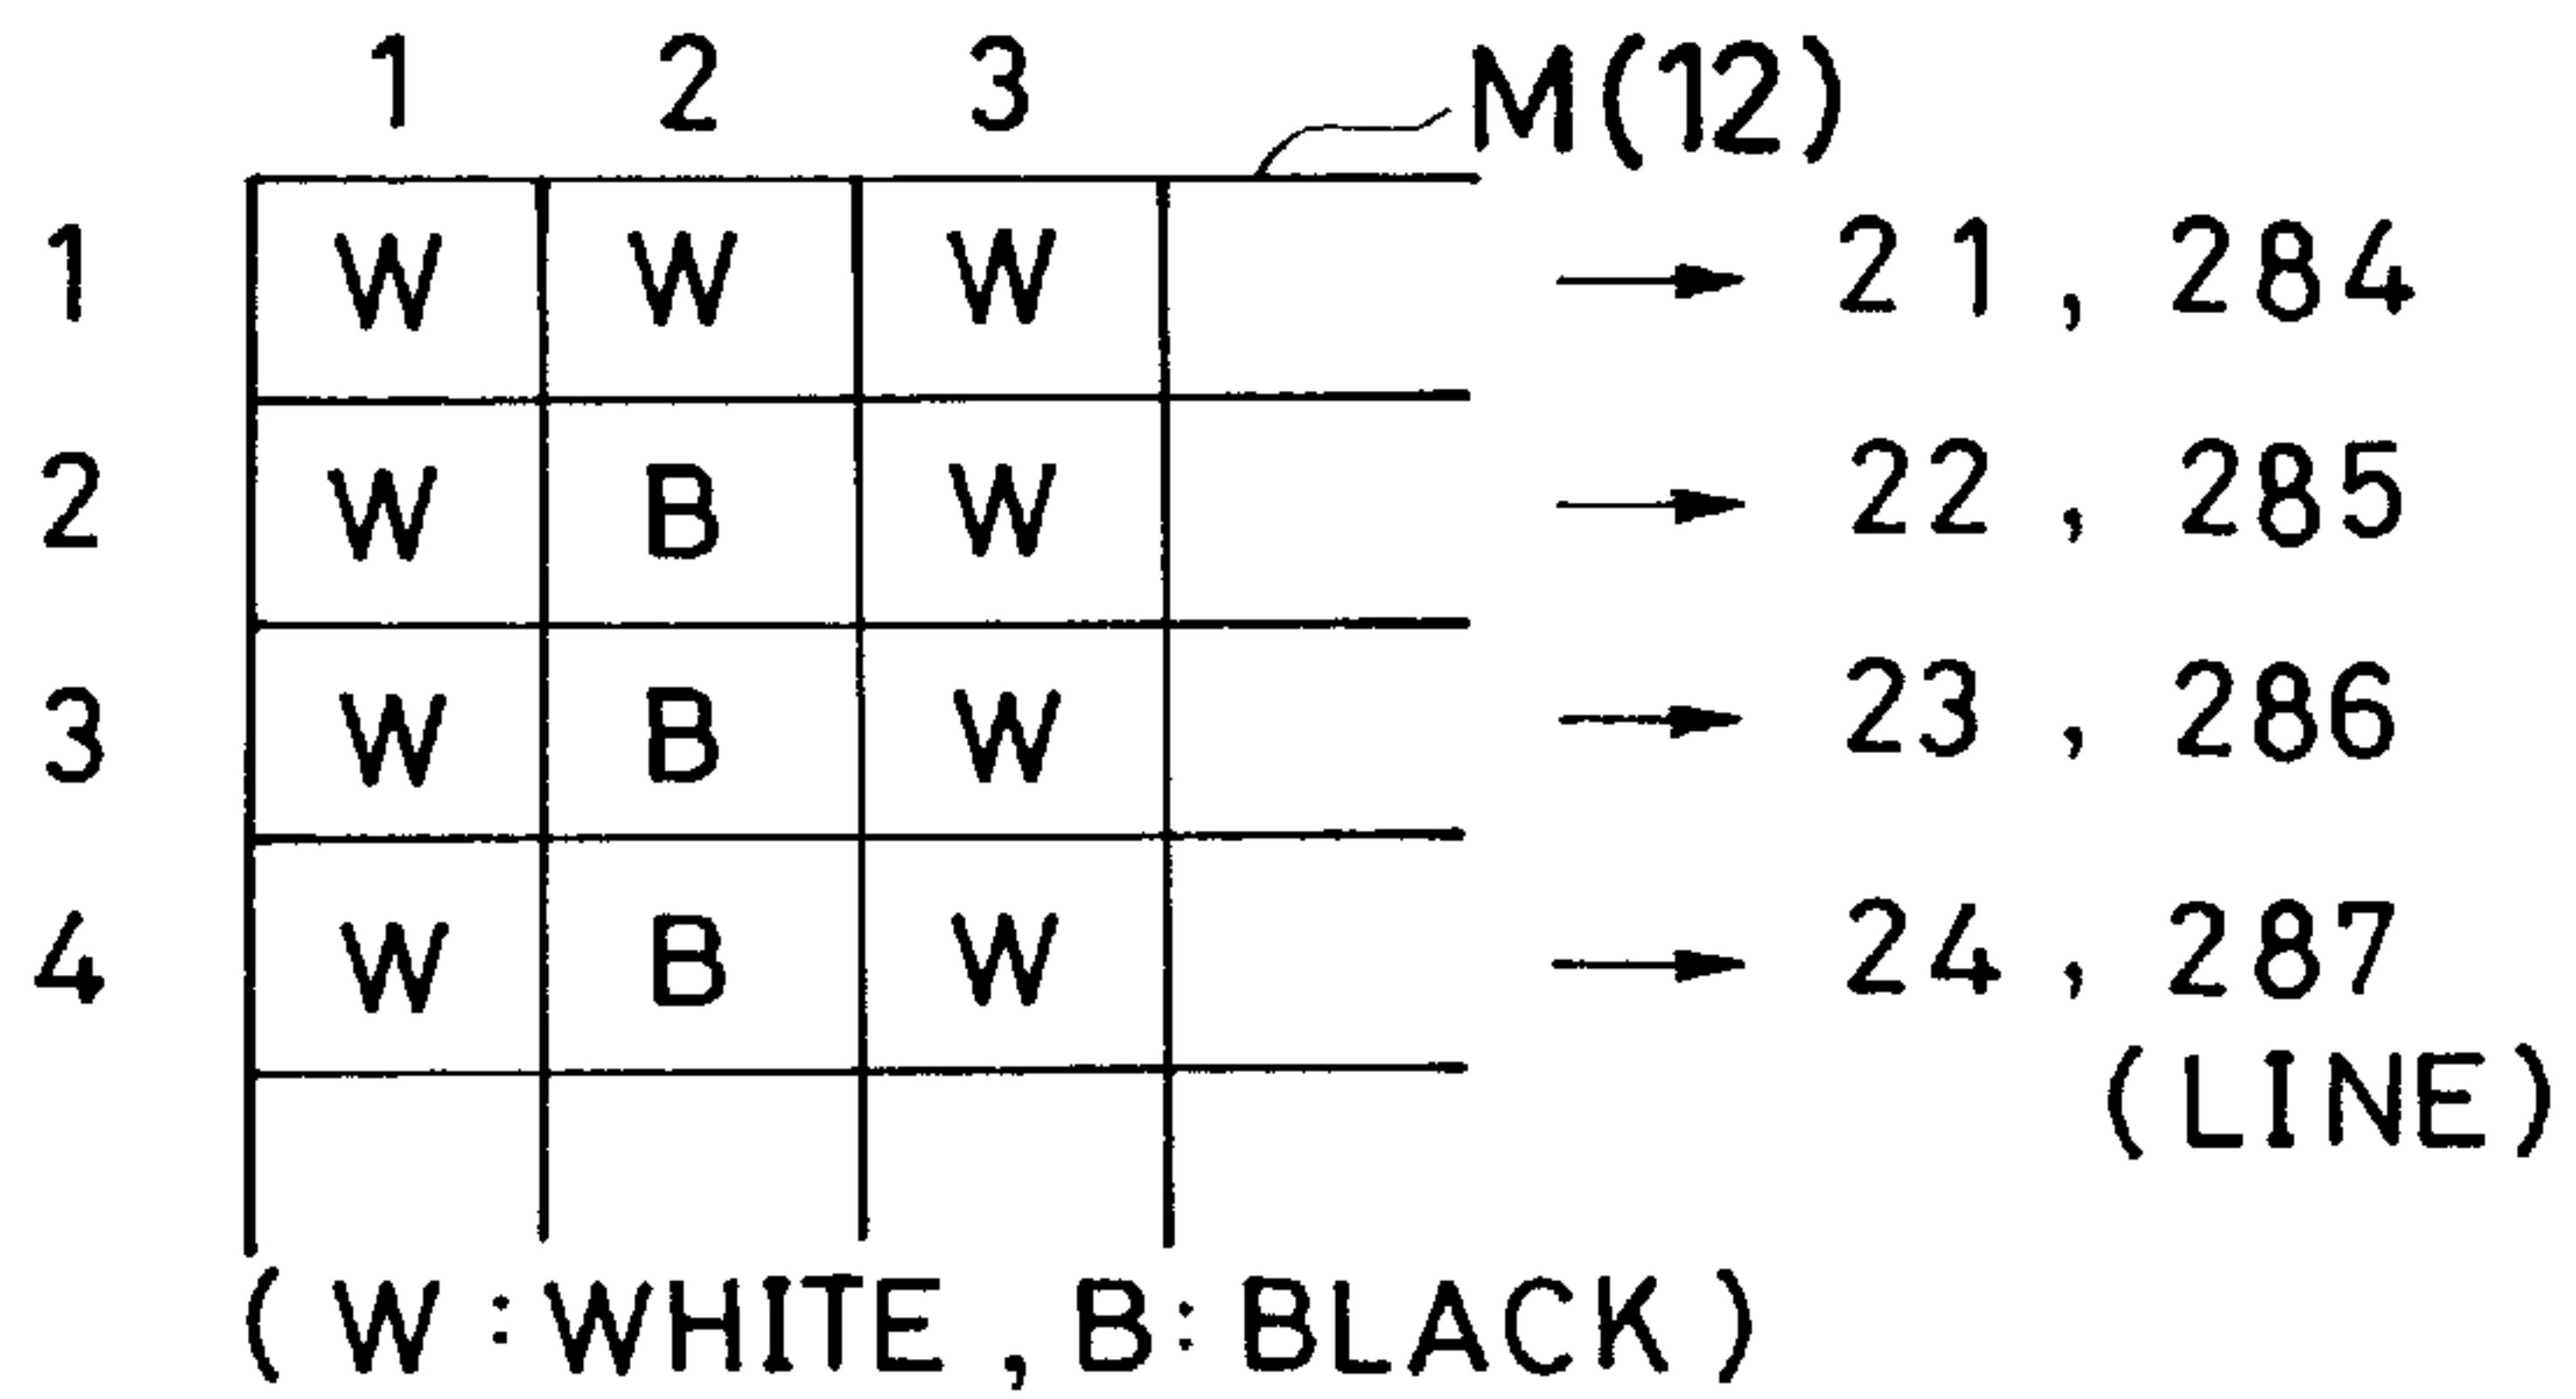 1 2 3 M(12)
1 W W W → 21, 284
2 W B W → 22, 285
3 W B W → 23, 286
4 W B W → 24, 287
(LINE)
(W:WHITE, B:BLACK)